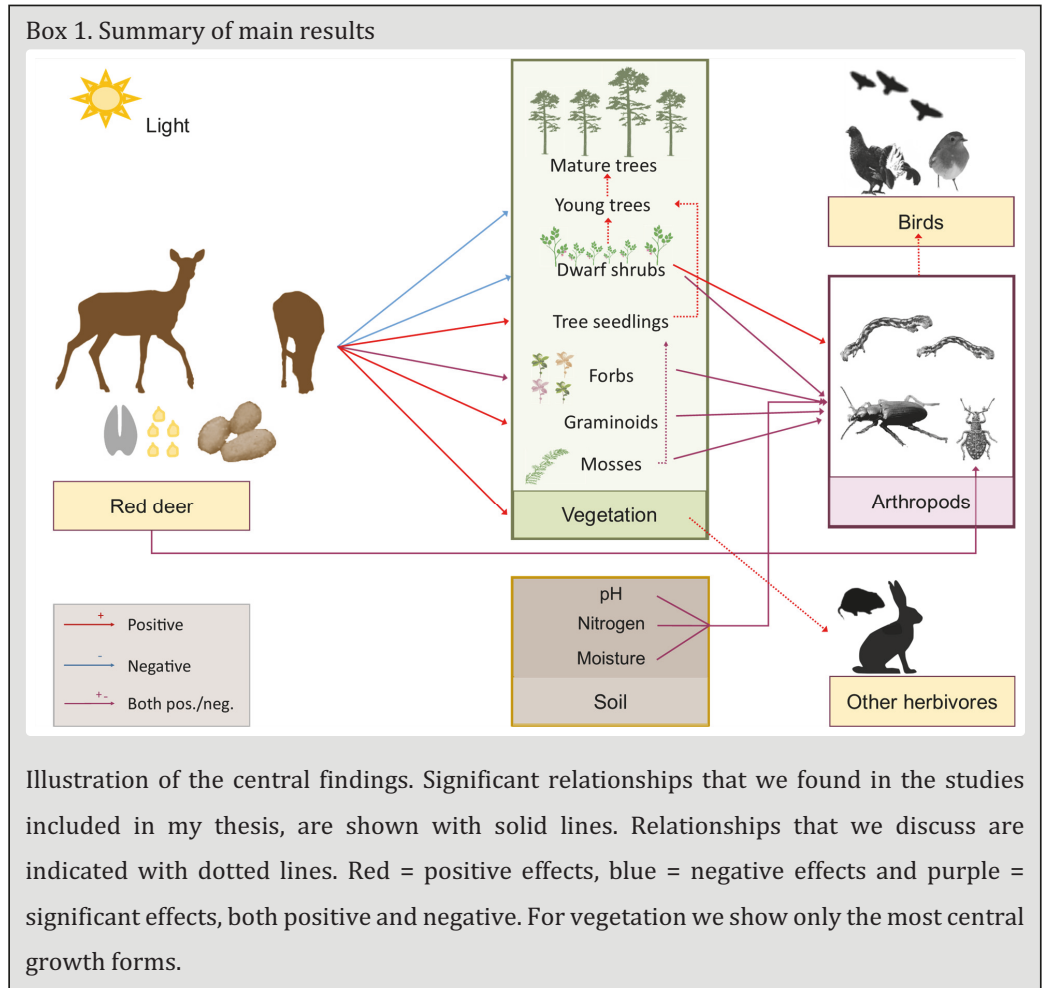 Box 1. Summary of main results
Light
Mature trees
Young trees
Dwarf shrubs
Tree seedlings
Forbs
Graminoids
Mosses
Vegetation
Birds
Arthropods
Red deer
+
Positive
-
Negative
+ -
Both pos./neg.
pH
Nitrogen
Moisture
Soil
Other herbivores
Illustration of the central findings. Significant relationships that we found in the studies
included in my thesis, are shown with solid lines. Relationships that we discuss are
indicated with dotted lines. Red = positive effects, blue = negative effects and purple =
significant effects, both positive and negative. For vegetation we show only the most central
growth forms.